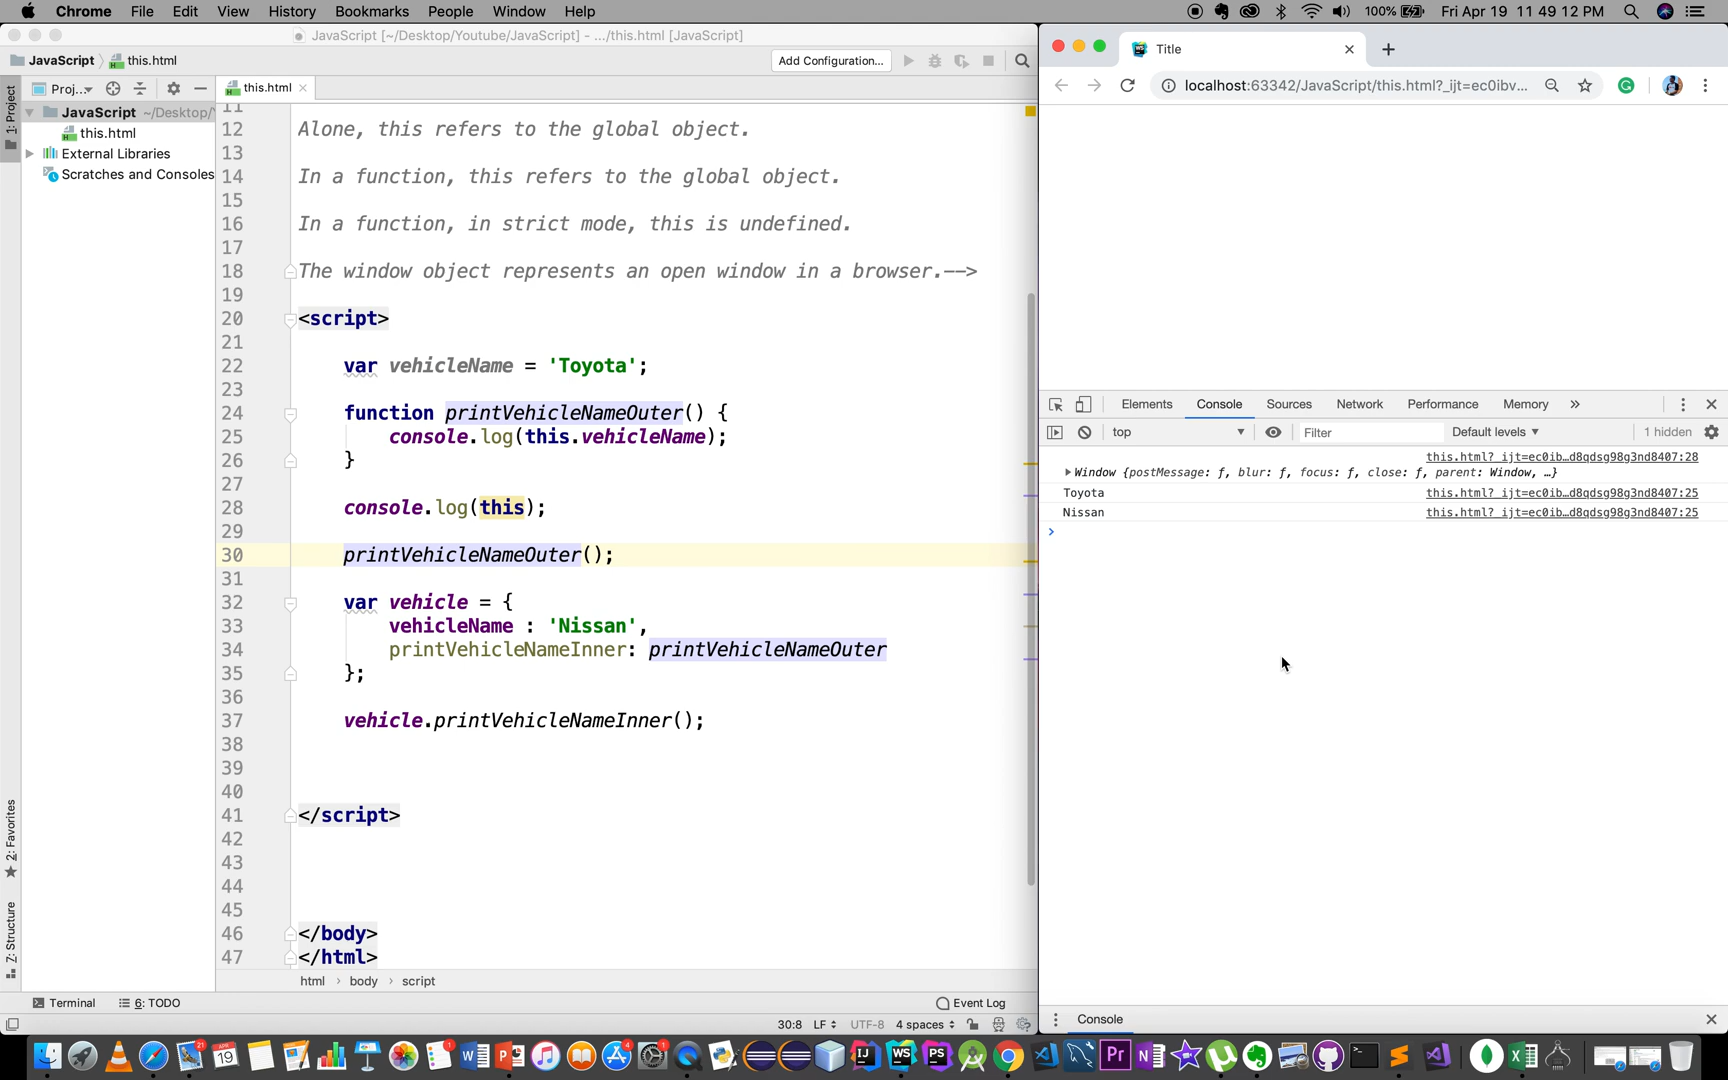 Chrome File Edit View History Bookmarks People Window Help 100% Fri Apr 19 11 49 12 PM
JavaScript [~/Desktop/Youtube/JavaScript] - .../this.html [JavaScript]
JavaScript this.html Add Configuration...
Proj... this.html
1: Project
JavaScript ~/Desktop/
this.html
External Libraries
Scratches and Consoles
2: Favorites
Z: Structure
11
12 Alone, this refers to the global object.
13
14 In a function, this refers to the global object.
15
16 In a function, in strict mode, this is undefined.
17
18 The window object represents an open window in a browser.-->
19
20 <script>
21
22 var vehicleName = 'Toyota';
23
24 function printVehicleNameOuter() {
25 console.log(this.vehicleName);
26 }
27
28 console.log(this);
29
30 printVehicleNameOuter();
31
32 var vehicle = {
33 vehicleName : 'Nissan',
34 printVehicleNameInner: printVehicleNameOuter
35 };
36
37 vehicle.printVehicleNameInner();
38
39
40
41 </script>
42
43
44
45
46 </body>
47 </html>
html › body › script
Terminal 6: TODO Event Log
30:8 LF UTF-8 4 spaces
Title
localhost:63342/JavaScript/this.html?_ijt=ec0ibv...
Elements Console Sources Network Performance Memory »
top Filter Default levels 1 hidden
this.html?_ijt=ec0ib…d8qdsg98g3nd8407:28
Window {postMessage: ƒ, blur: ƒ, focus: ƒ, close: ƒ, parent: Window, …}
Toyota this.html?_ijt=ec0ib…d8qdsg98g3nd8407:25
Nissan this.html?_ijt=ec0ib…d8qdsg98g3nd8407:25
Console